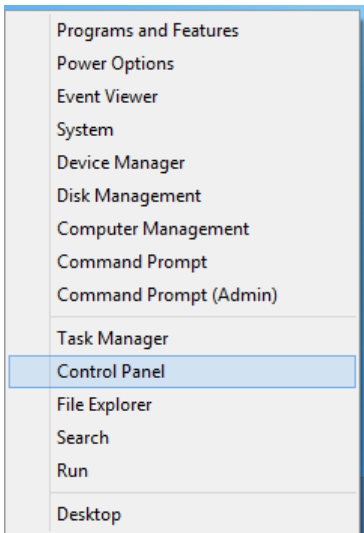 Programs and Features
Power Options
Event Viewer
System
Device Manager
Disk Management
Computer Management
Command Prompt
Command Prompt (Admin)
Task Manager
Control Panel
File Explorer
Search
Run
Desktop